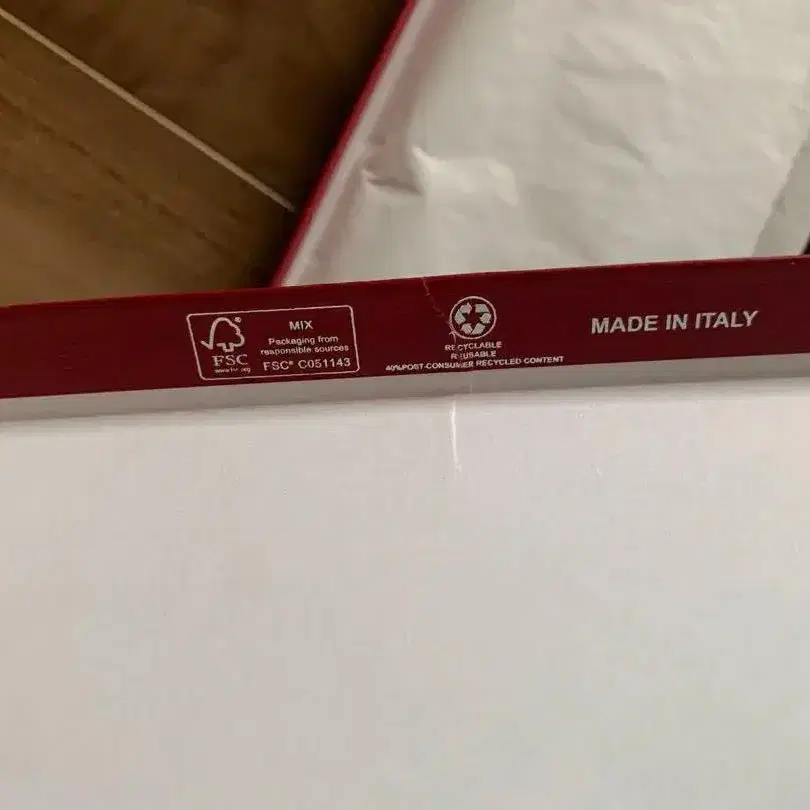 FSC
www.fsc.org
MIX
Packaging from
responsible sources
FSC® C051143
RECYCLABLE
REUSABLE
40%POST-CONSUMER RECYCLED CONTENT
MADE IN ITALY